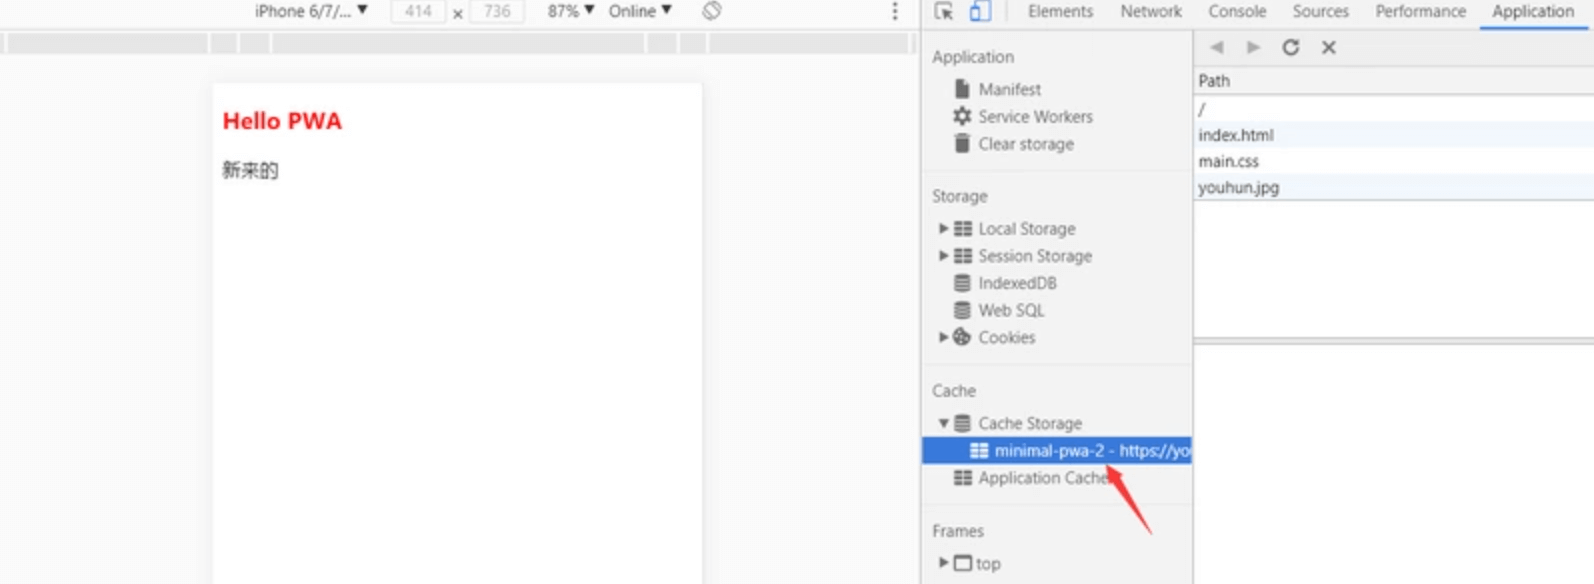 iPhone 6/7/... ▼ 414 × 736 87% ▼ Online ▼
Elements Network Console Sources Performance Application
Hello PWA
新来的
Application
Manifest
Service Workers
Clear storage
Storage
Local Storage
Session Storage
IndexedDB
Web SQL
Cookies
Cache
Cache Storage
minimal-pwa-2 - https://yo
Application Cache
Frames
top
Path
/
index.html
main.css
youhun.jpg